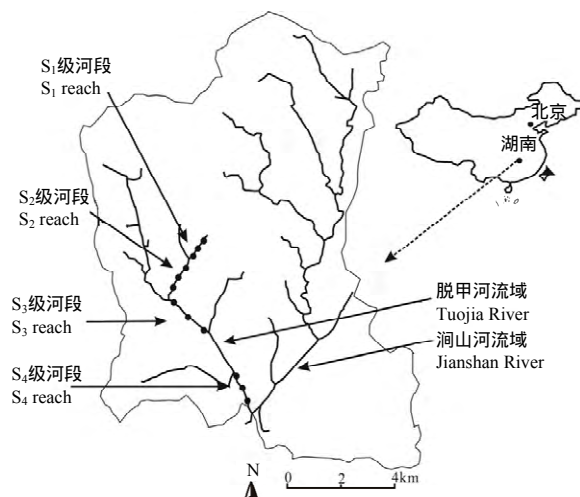 S₁级河段
S₁ reach
北京
湖南
S₂级河段
S₂ reach
脱甲河流域
Tuojia River
S₃级河段
S₃ reach
涧山河流域
Jianshan River
S₄级河段
S₄ reach
N
0 2 4km